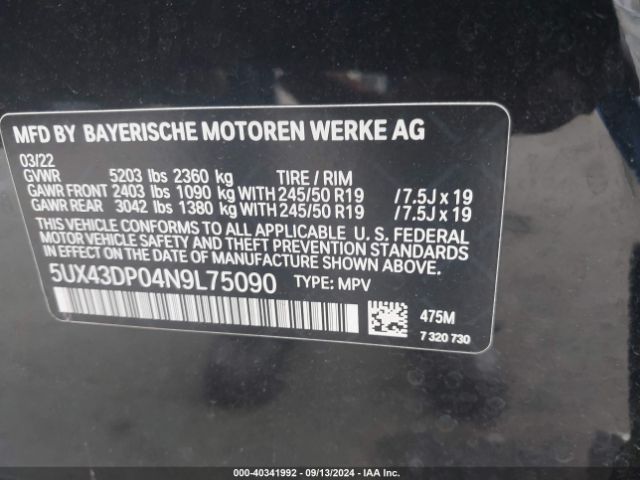 MFD BY BAYERISCHE MOTOREN WERKE AG
03/22
GVWR 5203 lbs 2360 kg TIRE / RIM
GAWR FRONT 2403 lbs 1090 kg WITH 245/50 R19 /7.5J x 19
GAWR REAR 3042 lbs 1380 kg WITH 245/50 R19 /7.5J x 19
THIS VEHICLE CONFORMS TO ALL APPLICABLE U. S. FEDERAL
MOTOR VEHICLE SAFETY AND THEFT PREVENTION STANDARDS
IN EFFECT ON THE DATE OF MANUFACTURE SHOWN ABOVE.
5UX43DP04N9L75090 TYPE: MPV
475M
7 320 730
000-40341992 - 09/13/2024 - IAA Inc.